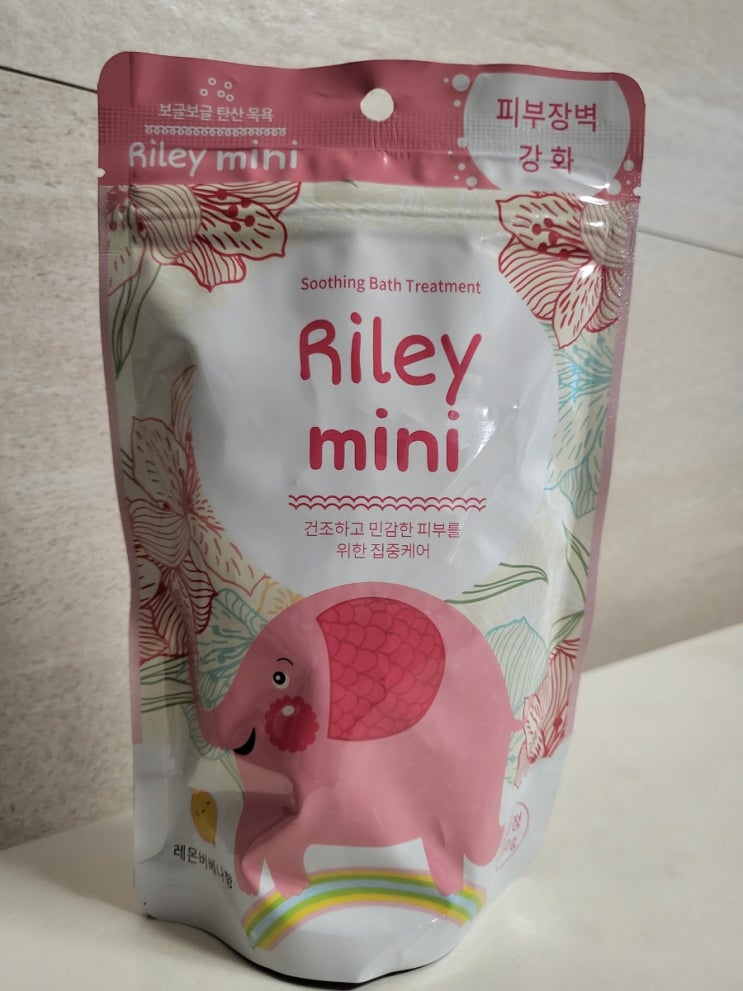 보글보글 탄산 목욕
Riley mini
피부장벽
강화
Soothing Bath Treatment
Riley
mini
건조하고 민감한 피부를
위한 집중케어
레몬버베나향